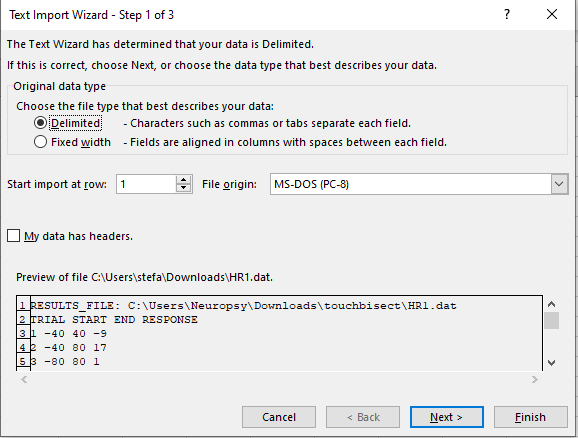 Text Import Wizard - Step 1 of 3
The Text Wizard has determined that your data is Delimited.
If this is correct, choose Next, or choose the data type that best describes your data.
Original data type
Choose the file type that best describes your data:
Delimited - Characters such as commas or tabs separate each field.
Fixed width - Fields are aligned in columns with spaces between each field.
Start import at row: 1 File origin: MS-DOS (PC-8)
My data has headers.
Preview of file C:\Users\stefa\Downloads\HR1.dat.
1 RESULTS_FILE: C:\Users\Neuropsy\Downloads\touchbisect\HR1.dat
2 TRIAL START END RESPONSE
3 1 -40 40 -9
4 2 -40 80 17
5 3 -80 80 1
Cancel < Back Next > Finish